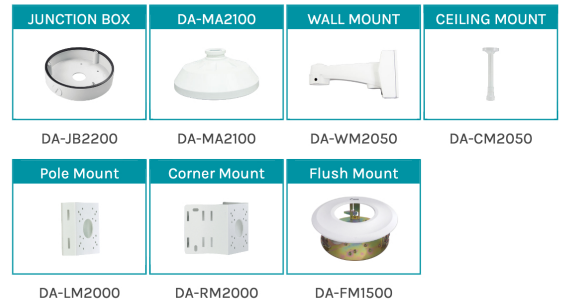 JUNCTION BOX
DA-MA2100
WALL MOUNT
CEILING MOUNT
DA-JB2200
DA-MA2100
DA-WM2050
DA-CM2050
Pole Mount
Corner Mount
Flush Mount
DA-LM2000
DA-RM2000
DA-FM1500